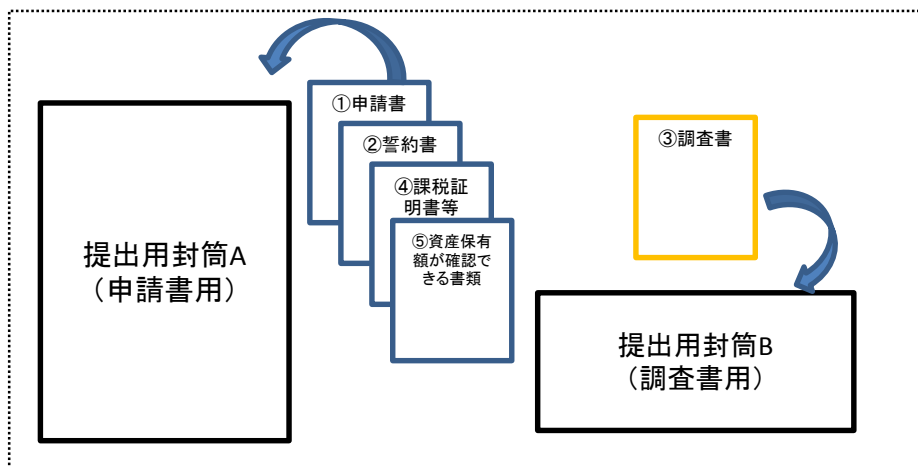 ①申請書
②誓約書
④課税証
明書等
⑤資産保有
額が確認で
きる書類
提出用封筒A
（申請書用）
③調査書
提出用封筒B
（調査書用）